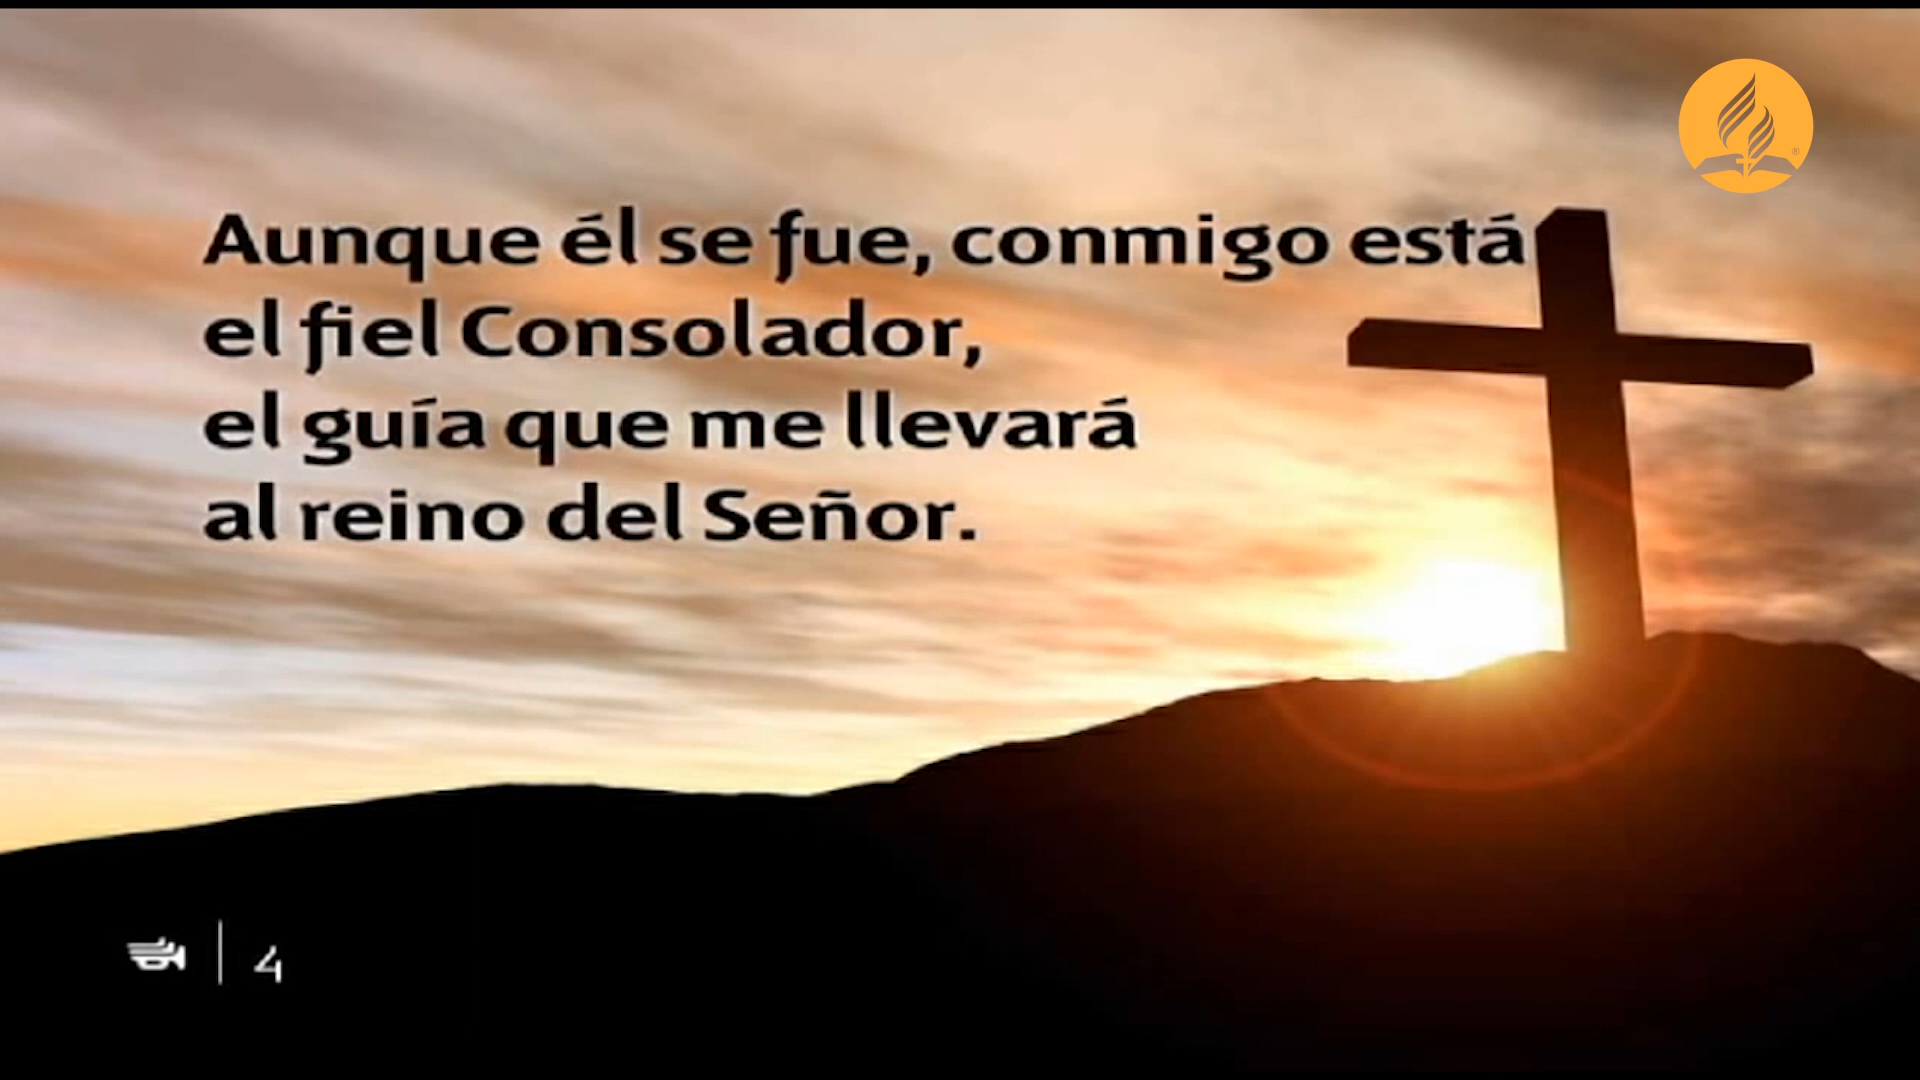 Aunque él se fue, conmigo está
el fiel Consolador,
el guía que me llevará
al reino del Señor.
4